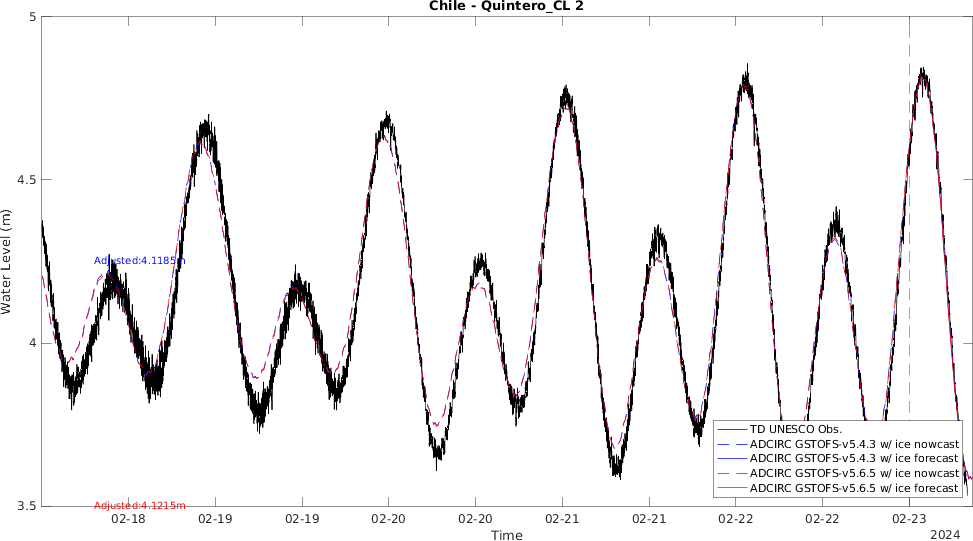 Chile - Quintero_CL 2
5
4.5
4
3.5
Water Level (m)
Adjusted:4.1185m
Adjusted:4.1215m
TD UNESCO Obs.
ADCIRC GSTOFS-v5.4.3 w/ ice nowcast
ADCIRC GSTOFS-v5.4.3 w/ ice forecast
ADCIRC GSTOFS-v5.6.5 w/ ice nowcast
ADCIRC GSTOFS-v5.6.5 w/ ice forecast
02-18 02-19 02-19 02-20 02-20 02-21 02-21 02-22 02-22 02-23
Time
2024